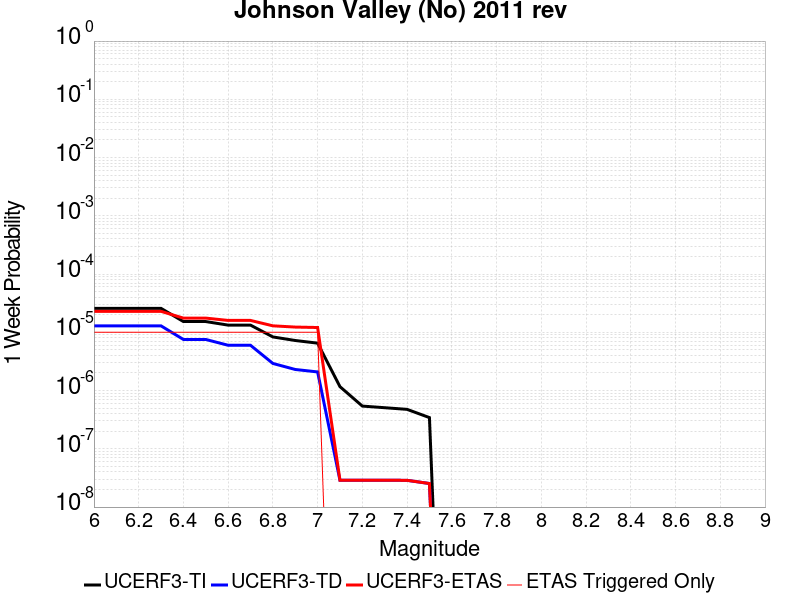 Johnson Valley (No) 2011 rev
10^0
10^-1
10^-2
10^-3
10^-4
10^-5
10^-6
10^-7
10^-8
1 Week Probability
6 6.2 6.4 6.6 6.8 7 7.2 7.4 7.6 7.8 8 8.2 8.4 8.6 8.8 9
Magnitude
UCERF3-TI UCERF3-TD UCERF3-ETAS ETAS Triggered Only